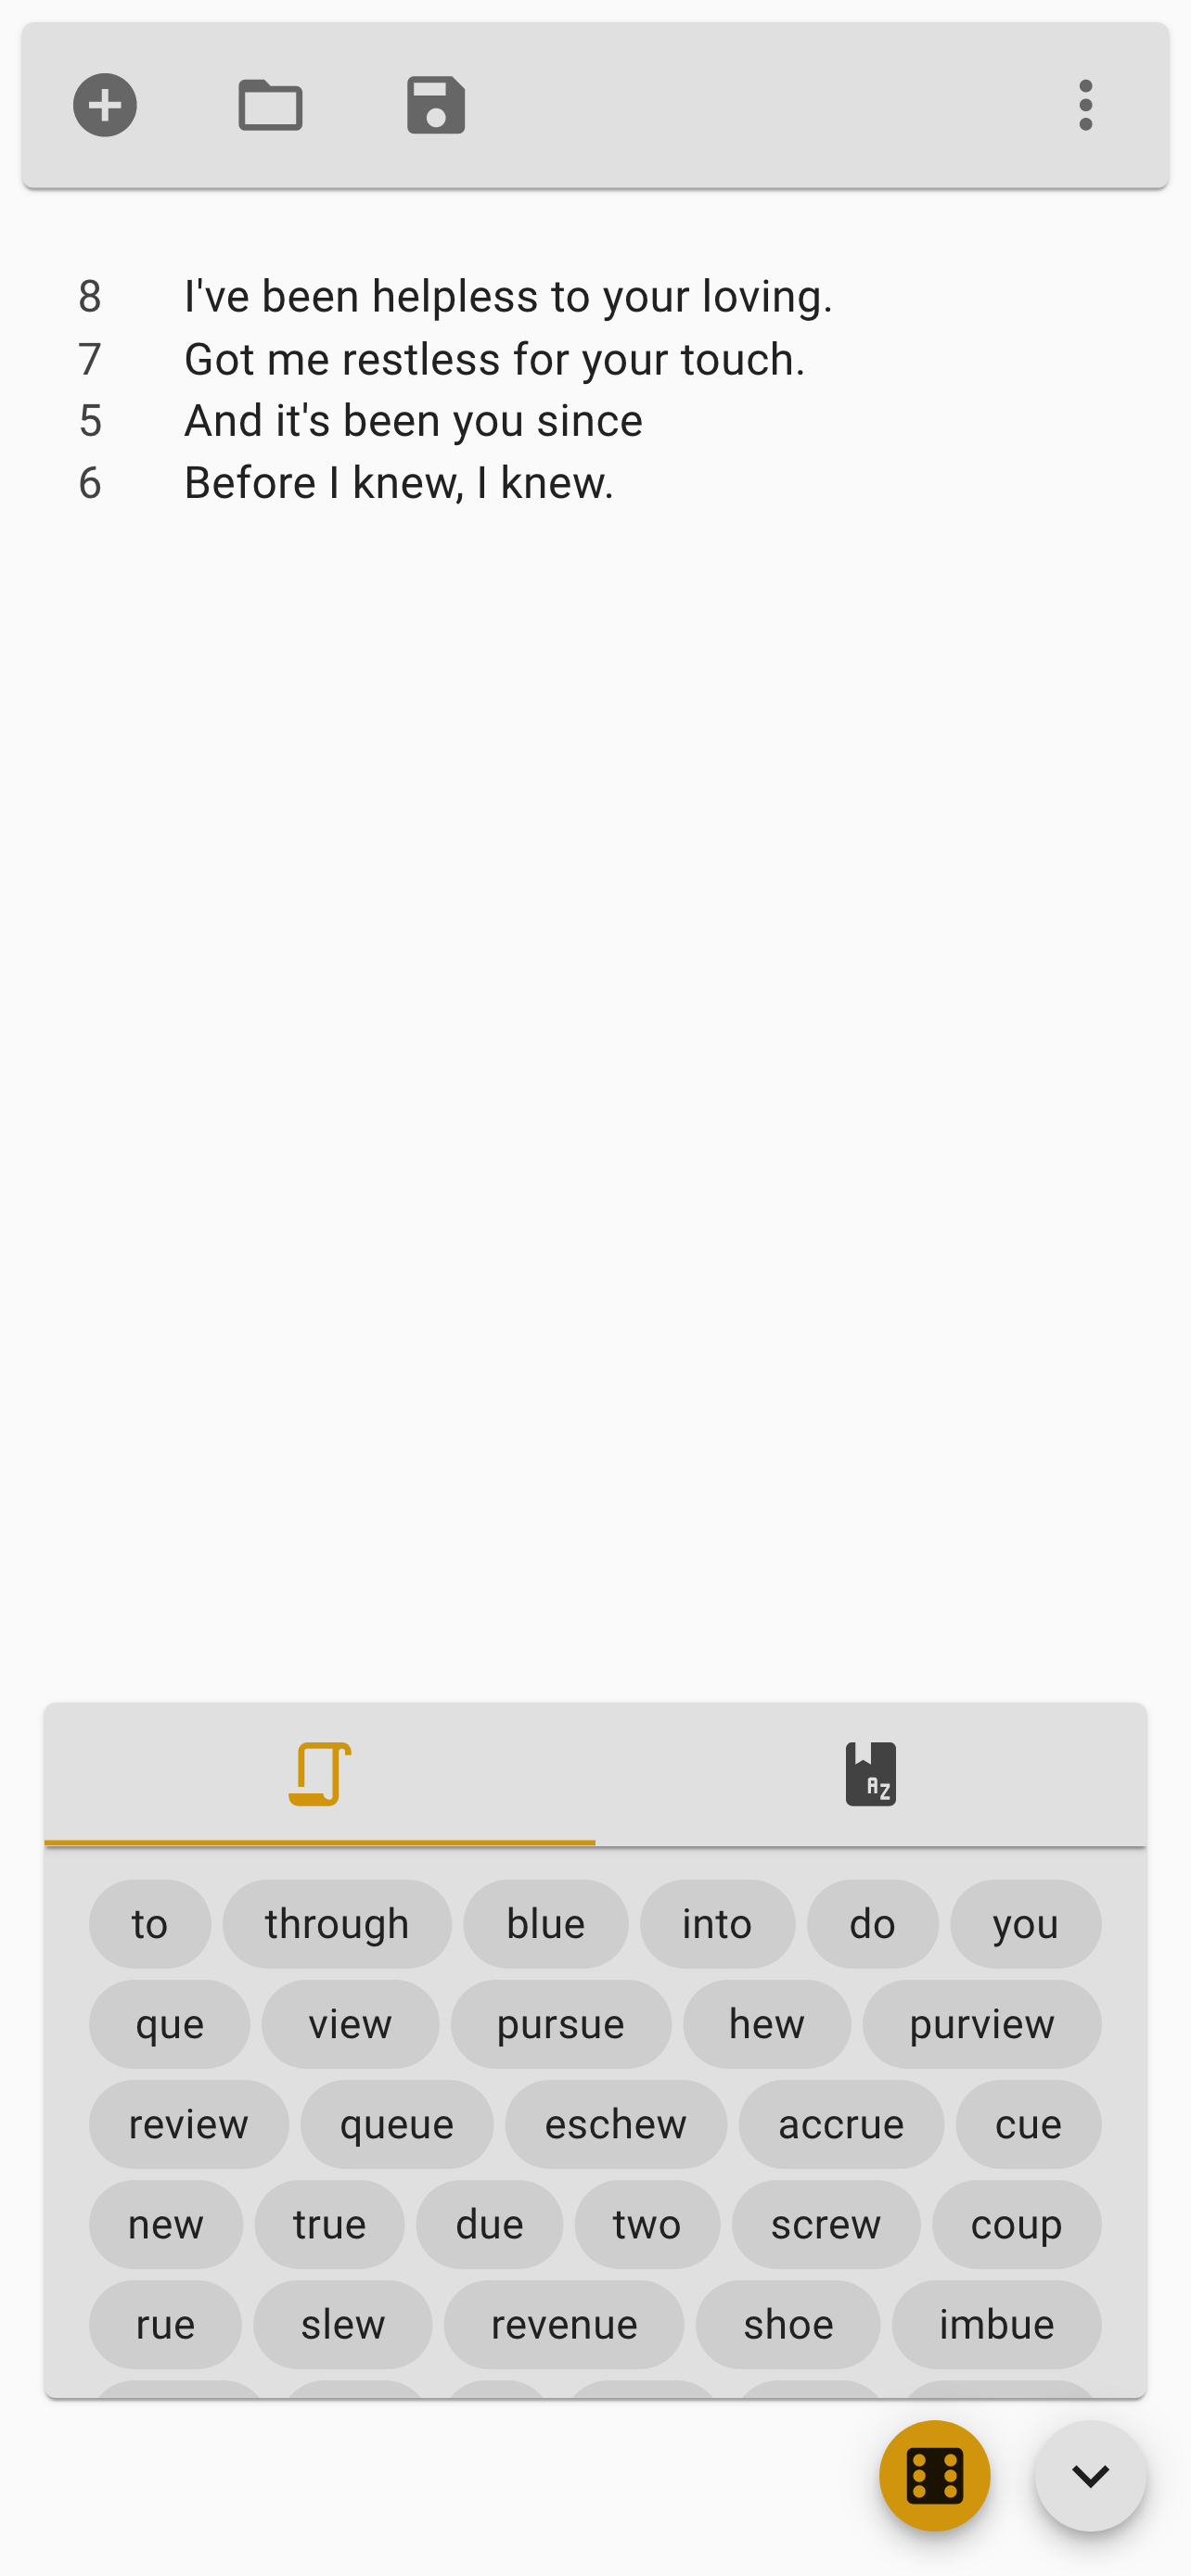 8 I've been helpless to your loving.
7 Got me restless for your touch.
5 And it's been you since
6 Before I knew, I knew.
AZ
to through blue into do you
que view pursue hew purview
review queue eschew accrue cue
new true due two screw coup
rue slew revenue shoe imbue